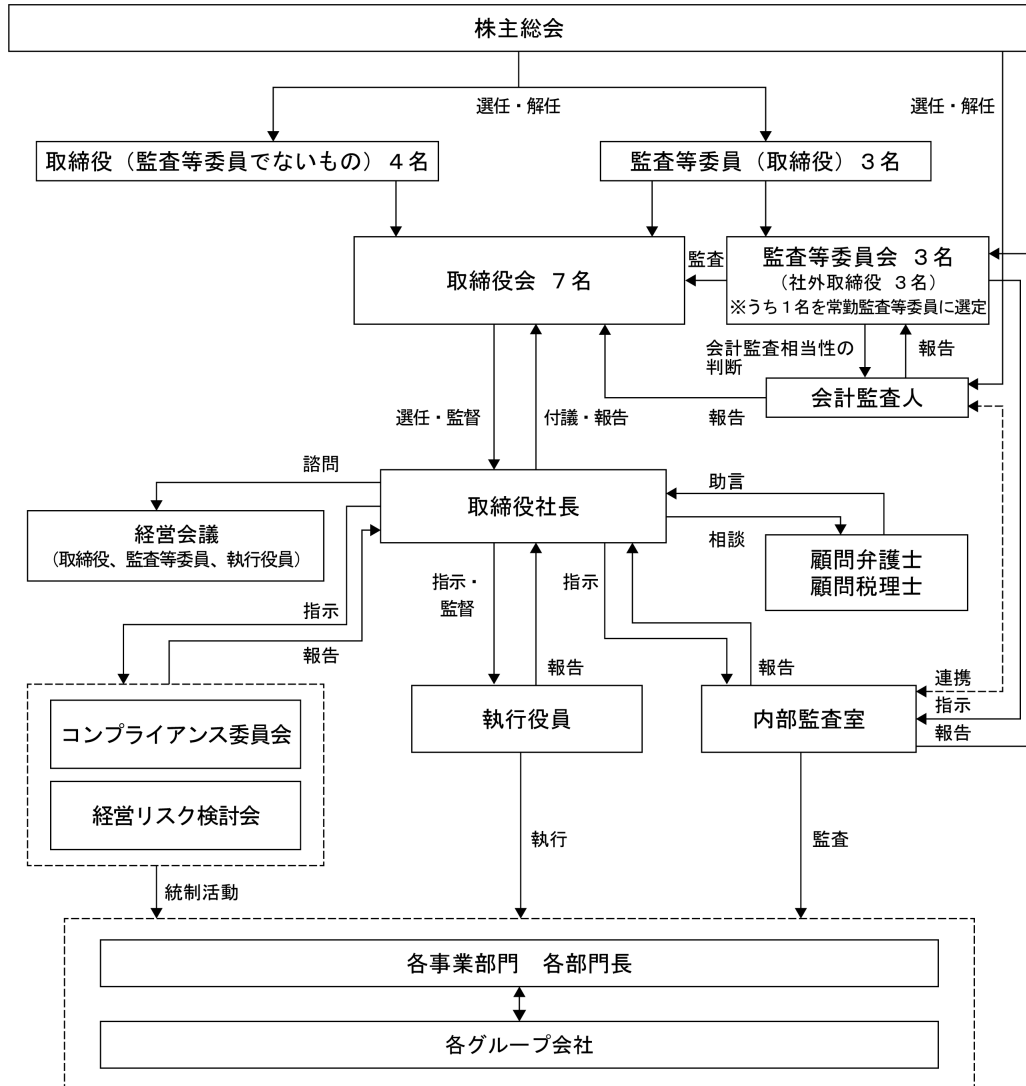 株主総会
選任・解任
選任・解任
取締役（監査等委員でないもの）４名
監査等委員（取締役）３名
取締役会 ７名
監査
監査等委員会 ３名
（社外取締役 ３名）
※うち１名を常勤監査等委員に選定
会計監査相当性の
判断
報告
会計監査人
選任・監督
付議・報告
報告
諮問
取締役社長
助言
相談
経営会議
（取締役、監査等委員、執行役員）
顧問弁護士
顧問税理士
指示
報告
指示・
監督
指示
報告
報告
連携
指示
報告
コンプライアンス委員会
経営リスク検討会
執行役員
内部監査室
統制活動
執行
監査
各事業部門　各部門長
各グループ会社